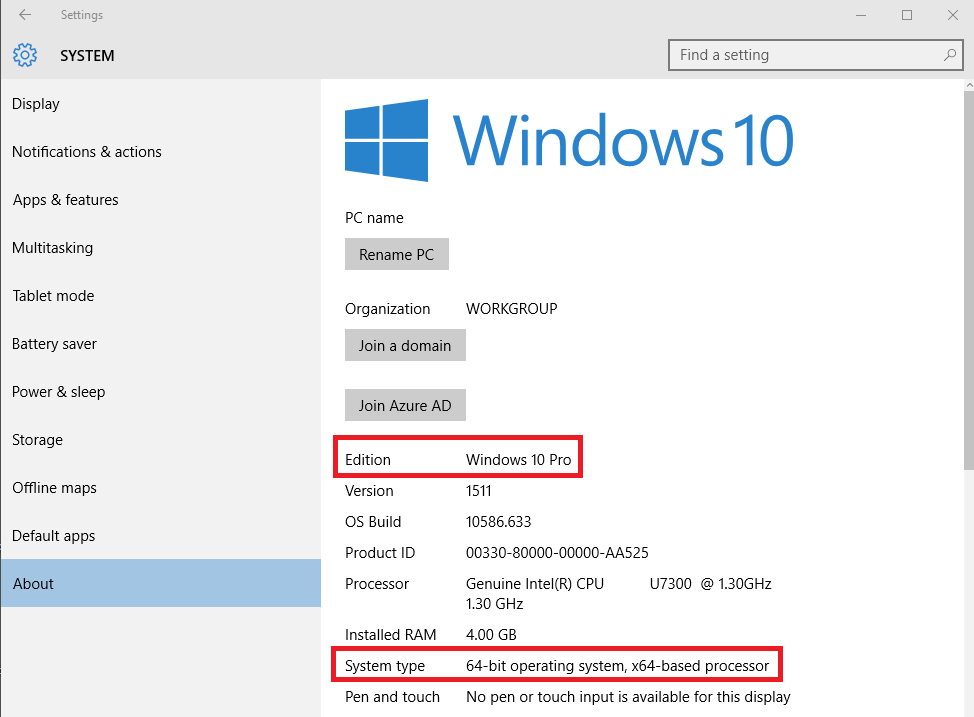 Settings
SYSTEM
Find a setting
Display
Notifications & actions
Apps & features
Multitasking
Tablet mode
Battery saver
Power & sleep
Storage
Offline maps
Default apps
About
Windows 10
PC name
Rename PC
Organization WORKGROUP
Join a domain
Join Azure AD
Edition Windows 10 Pro
Version 1511
OS Build 10586.633
Product ID 00330-80000-00000-AA525
Processor Genuine Intel(R) CPU U7300 @ 1.30GHz
1.30 GHz
Installed RAM 4.00 GB
System type 64-bit operating system, x64-based processor
Pen and touch No pen or touch input is available for this display